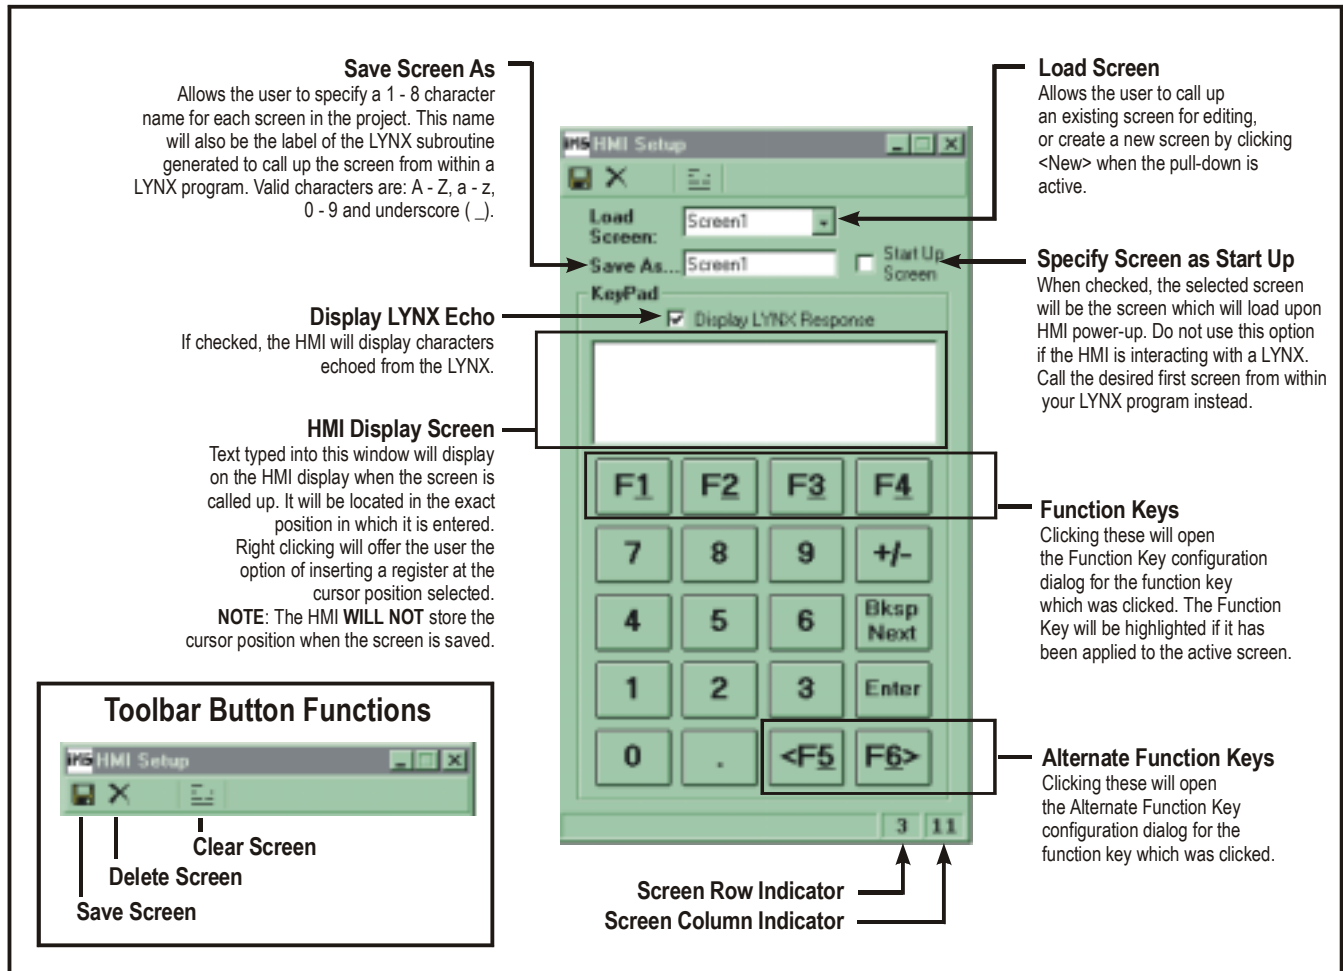 Save Screen As
Allows the user to specify a 1 - 8 character
name for each screen in the project. This name
will also be the label of the LYNX subroutine
generated to call up the screen from within a
LYNX program. Valid characters are: A - Z, a - z,
0 - 9 and underscore ( _).
Display LYNX Echo
If checked, the HMI will display characters
echoed from the LYNX.
HMI Display Screen
Text typed into this window will display
on the HMI display when the screen is
called up. It will be located in the exact
position in which it is entered.
Right clicking will offer the user the
option of inserting a register at the
cursor position selected.
NOTE: The HMI WILL NOT store the
cursor position when the screen is saved.
IMS HMI Setup
Load
Screen:
Screen1
Save As...
Screen1
Start Up
Screen
KeyPad
Display LYNX Response
F1 F2 F3 F4
7 8 9 +/-
4 5 6 Bksp
Next
1 2 3 Enter
0 . <F5 F6>
3 11
Screen Row Indicator
Screen Column Indicator
Load Screen
Allows the user to call up
an existing screen for editing,
or create a new screen by clicking
<New> when the pull-down is
active.
Specify Screen as Start Up
When checked, the selected screen
will be the screen which will load upon
HMI power-up. Do not use this option
if the HMI is interacting with a LYNX.
Call the desired first screen from within
your LYNX program instead.
Function Keys
Clicking these will open
the Function Key configuration
dialog for the function key
which was clicked. The Function
Key will be highlighted if it has
been applied to the active screen.
Alternate Function Keys
Clicking these will open
the Alternate Function Key
configuration dialog for the
function key which was clicked.
Toolbar Button Functions
IMS HMI Setup
Clear Screen
Delete Screen
Save Screen